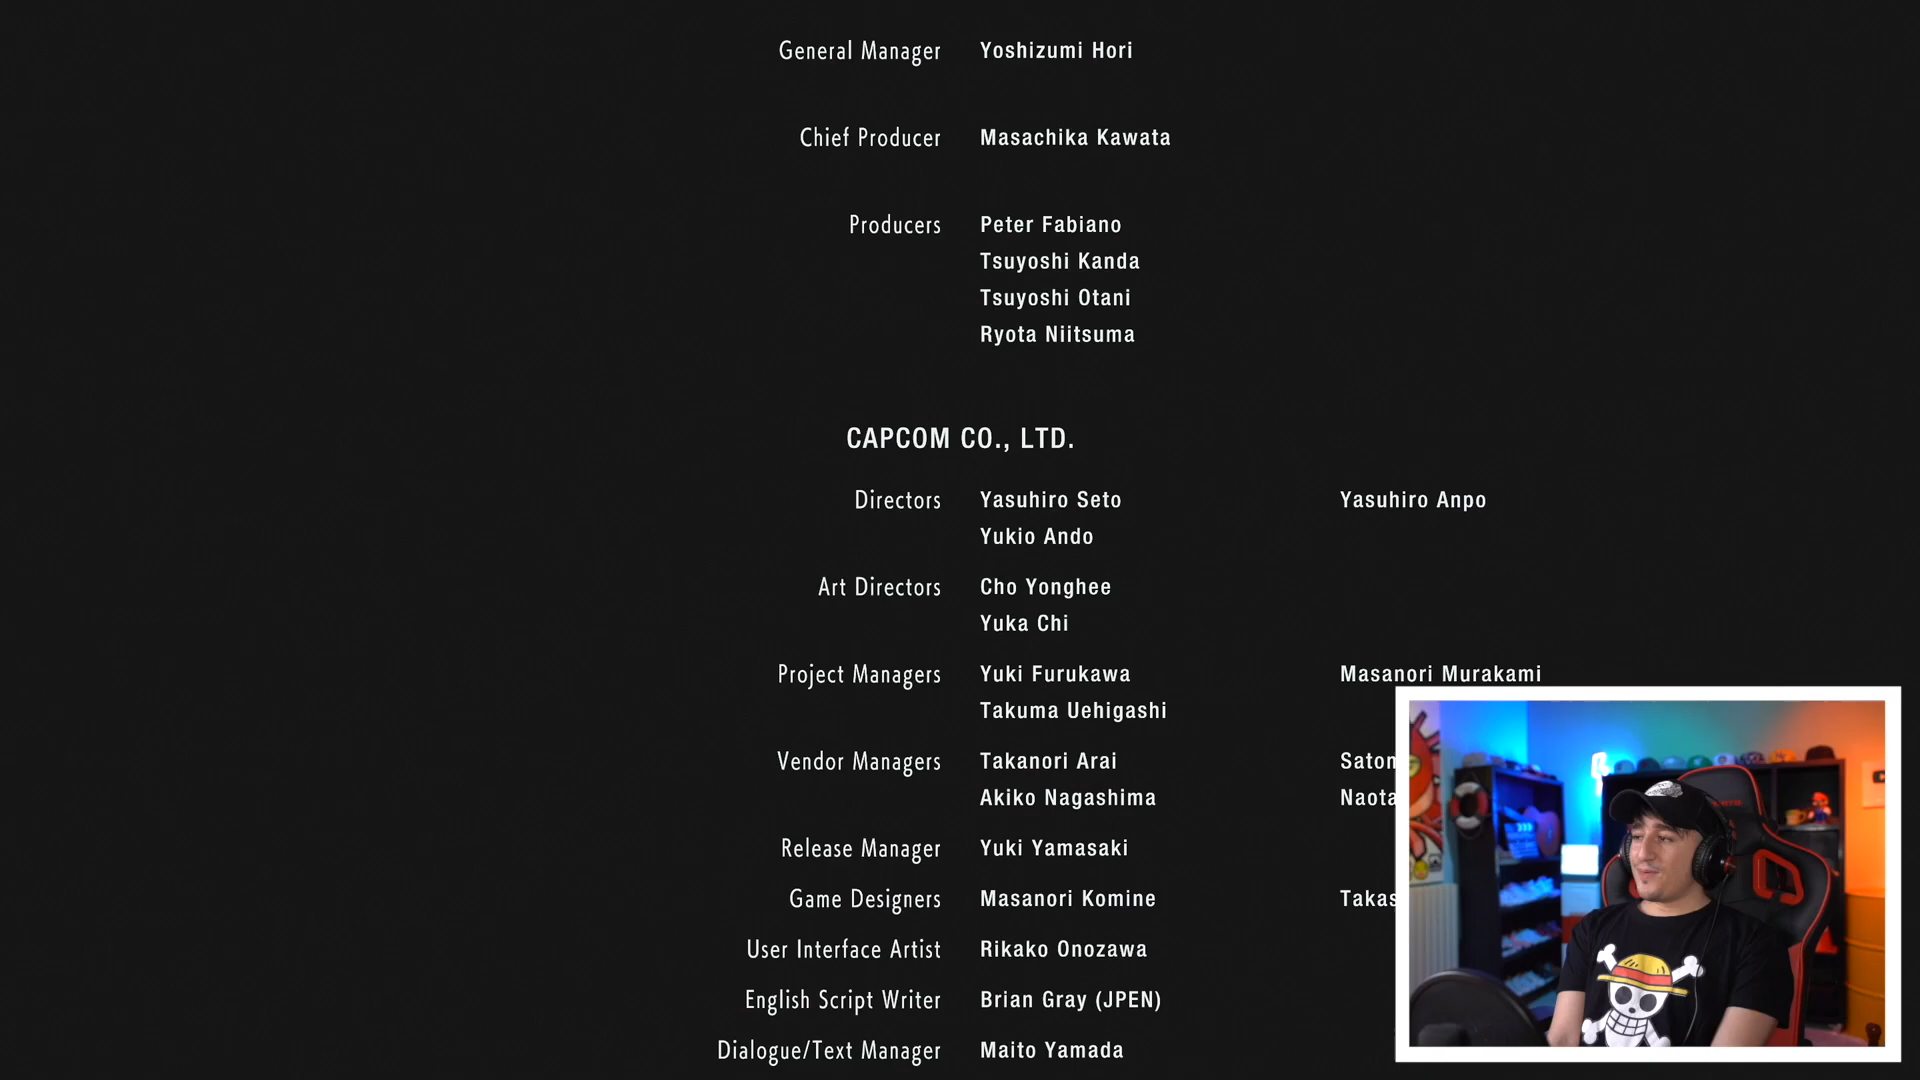 General Manager Yoshizumi Hori
Chief Producer Masachika Kawata
Producers Peter Fabiano
Tsuyoshi Kanda
Tsuyoshi Otani
Ryota Niitsuma
CAPCOM CO., LTD.
Directors Yasuhiro Seto Yasuhiro Anpo
Yukio Ando
Art Directors Cho Yonghee
Yuka Chi
Project Managers Yuki Furukawa Masanori Murakami
Takuma Uehigashi
Vendor Managers Takanori Arai
Akiko Nagashima Naota
Release Manager Yuki Yamasaki
Game Designers Masanori Komine Takas
User Interface Artist Rikako Onozawa
English Script Writer Brian Gray (JPEN)
Dialogue/Text Manager Maito Yamada